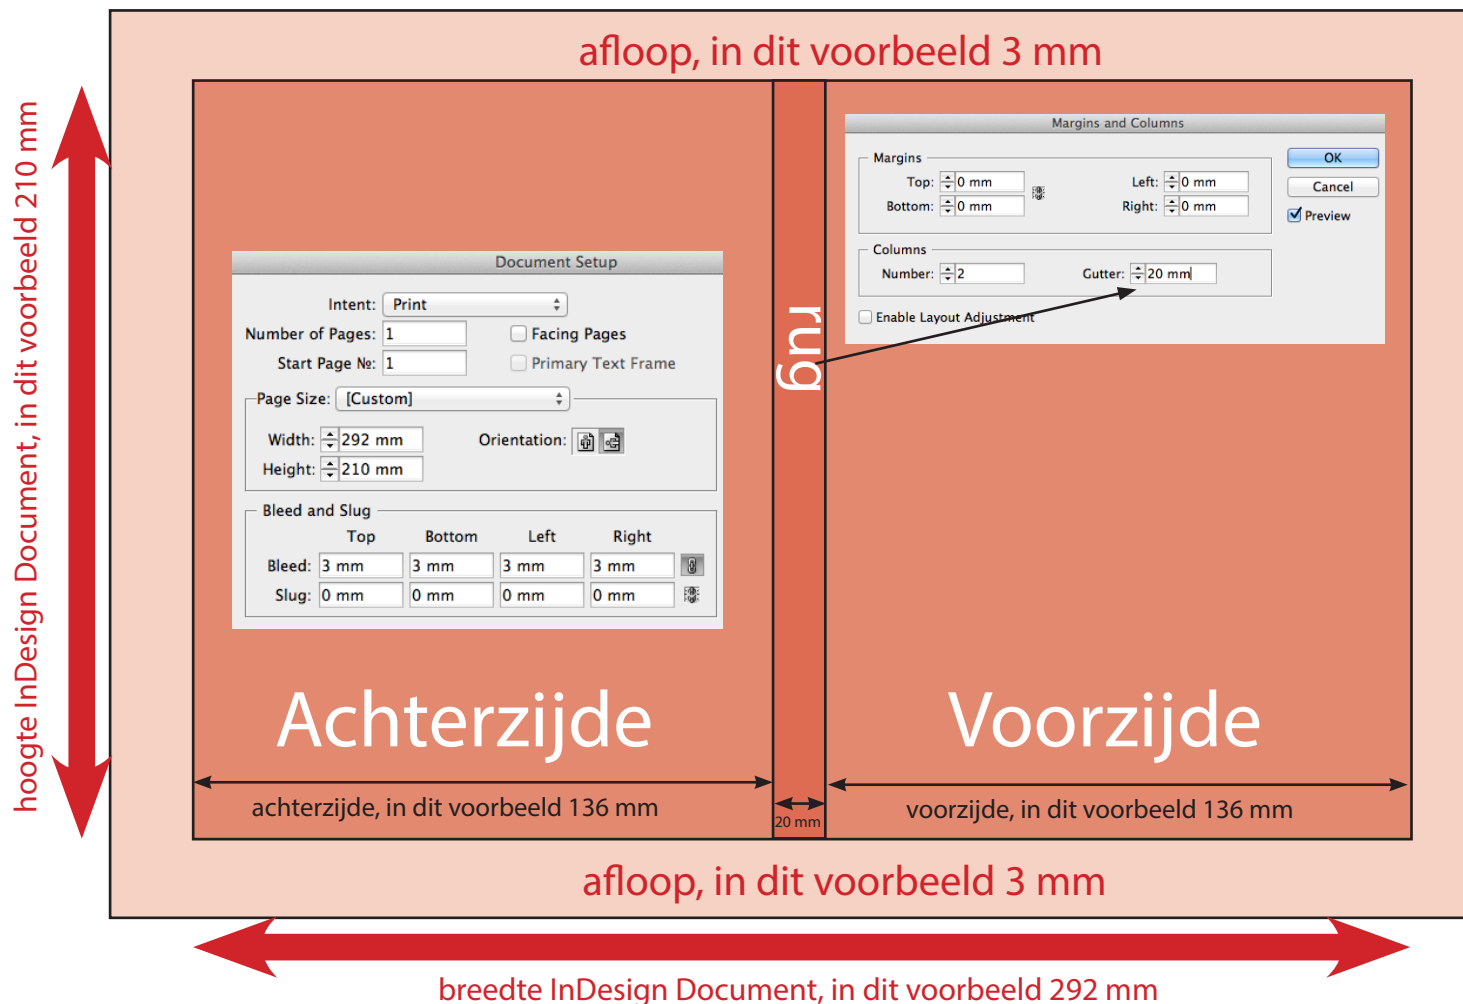 afloop, in dit voorbeeld 3 mm
hoogte InDesign Document, in dit voorbeeld 210 mm
Document Setup
Intent: Print
Number of Pages: 1
Facing Pages
Start Page №: 1
Primary Text Frame
Page Size: [Custom]
Width: 292 mm
Orientation:
Height: 210 mm
Bleed and Slug
Top Bottom Left Right
Bleed: 3 mm 3 mm 3 mm 3 mm
Slug: 0 mm 0 mm 0 mm 0 mm
Achterzijde
achterzijde, in dit voorbeeld 136 mm
rug
20 mm
Margins and Columns
Margins
Top: 0 mm Left: 0 mm
Bottom: 0 mm Right: 0 mm
Columns
Number: 2 Gutter: 20 mm
Enable Layout Adjustment
OK
Cancel
Preview
Voorzijde
voorzijde, in dit voorbeeld 136 mm
afloop, in dit voorbeeld 3 mm
breedte InDesign Document, in dit voorbeeld 292 mm